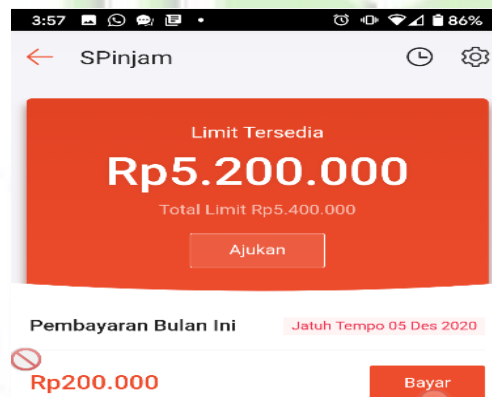 3:57 86%
SPinjam
Limit Tersedia
Rp5.200.000
Total Limit Rp5.400.000
Ajukan
Pembayaran Bulan Ini Jatuh Tempo 05 Des 2020
Rp200.000 Bayar